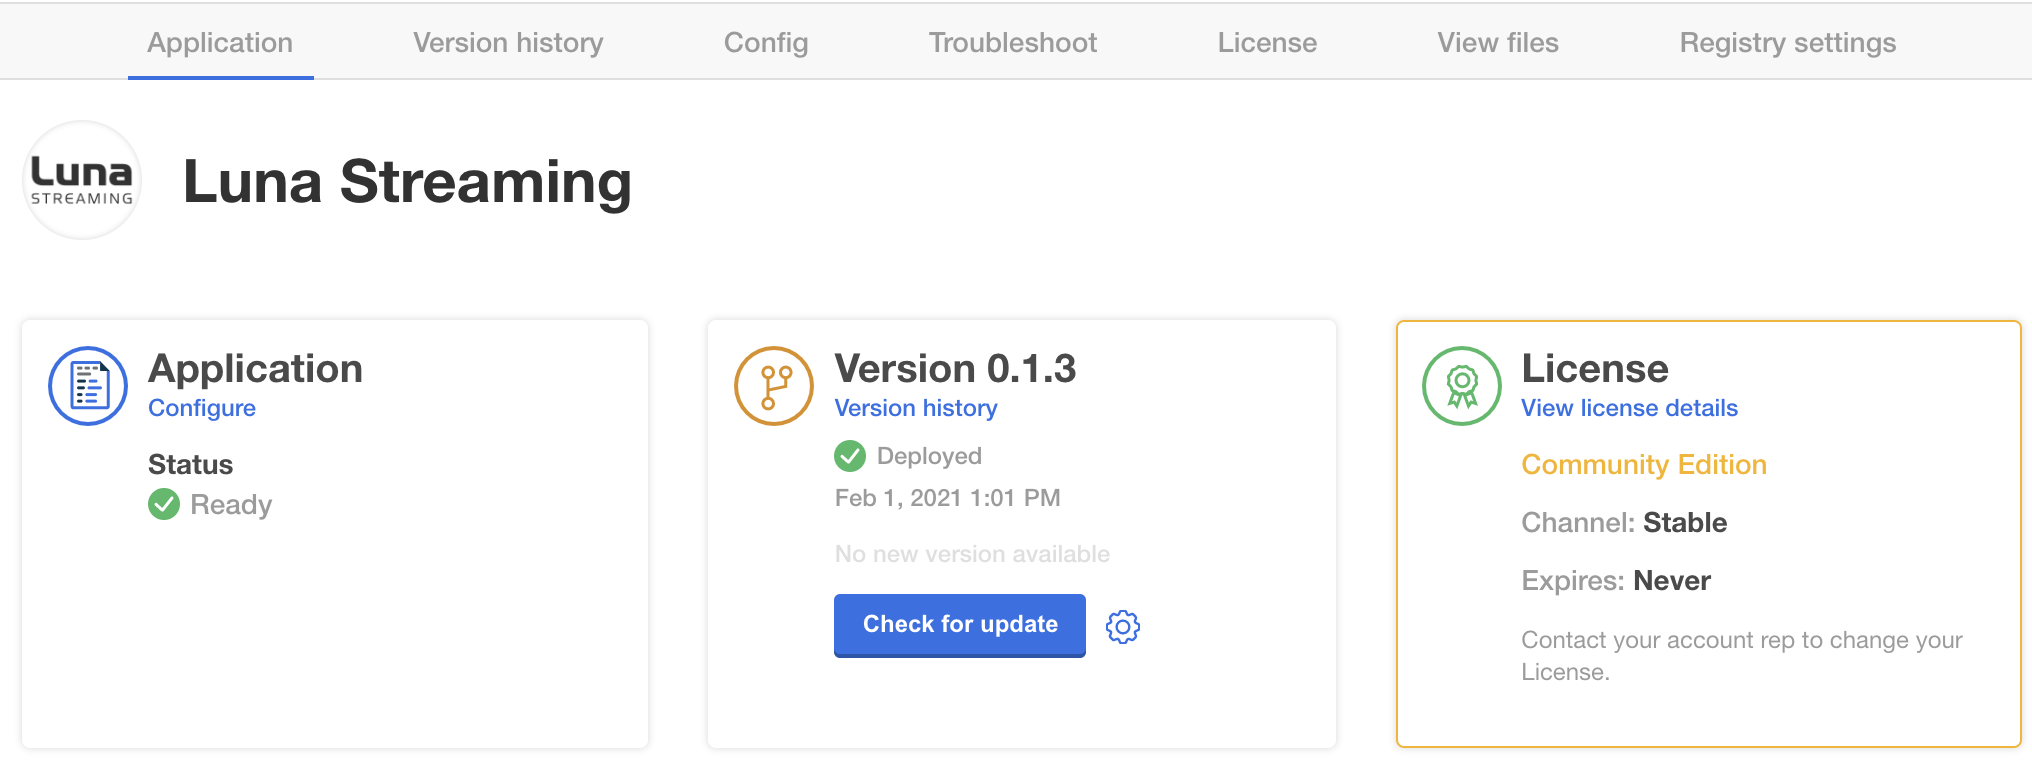 Application
Version history
Config
Troubleshoot
License
View files
Registry settings
Luna
STREAMING
Luna Streaming
Application
Configure
Status
Ready
Version 0.1.3
Version history
Deployed
Feb 1, 2021 1:01 PM
No new version available
Check for update
License
View license details
Community Edition
Channel: Stable
Expires: Never
Contact your account rep to change your
License.